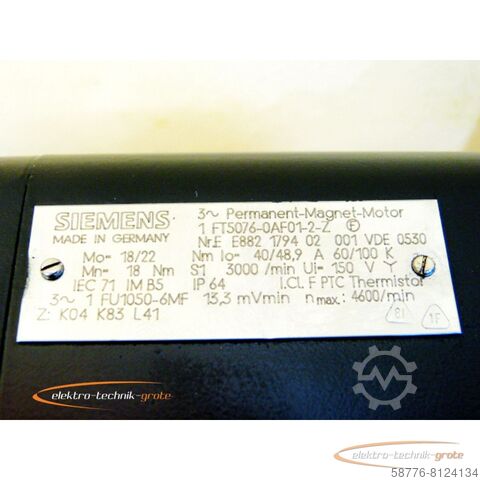 SIEMENS
MADE IN GERMANY
3~ Permanent-Magnet-Motor
1 FT5076-0AF01-2-Z F
Nr.E E882 1794 02 001 VDE 0530
Mo= 18/22 Nm Io= 40/48,9 A 60/100 K
Mn= 18 Nm S1 3000 /min Ui= 150 V Y
IEC 71 IM B5 IP 64 I.CL F PTC Thermistor
3~ 1 FU1050-6MF 13,3 mVmin n max.: 4600/min
Z: K04 K83 L41
elektro-technik-grote
elektro-technik-grote
58776-8124134